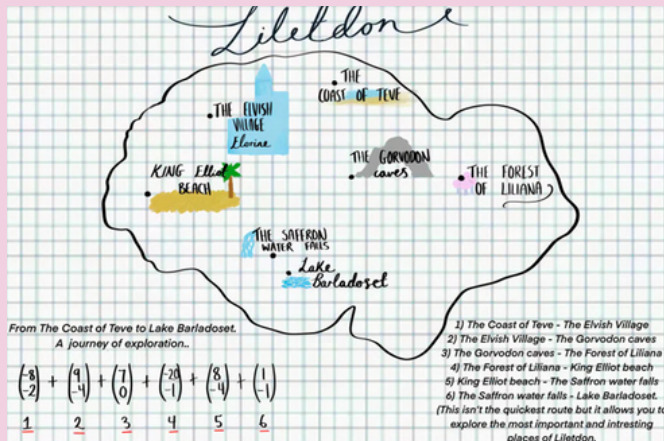 Liletdon
THE
COAST OF TEVE
THE ELVISH
VILLAGE
Elorine
THE GORVODON
caves
KING Elliot
BEACH
THE FOREST
OF LILIANA
THE SAFFRON
WATER FALLS
Lake
Barladoset
From The Coast of Teve to Lake Barladoset.
A journey of exploration..
(-8 -2) + (9 -4) + (7 0) + (-20 -1) + (8 -4) + (1 -1)
1 2 3 4 5 6
1) The Coast of Teve - The Elvish Village
2) The Elvish Village - The Gorvodon caves
3) The Gorvodon caves - The Forest of Liliana
4) The Forest of Liliana - King Elliot beach
5) King Elliot beach - The Saffron water falls
6) The Saffron water falls - Lake Barladoset.
(This isn't the quickest route but it allows you to
explore the most important and intresting
places of Liletdon.